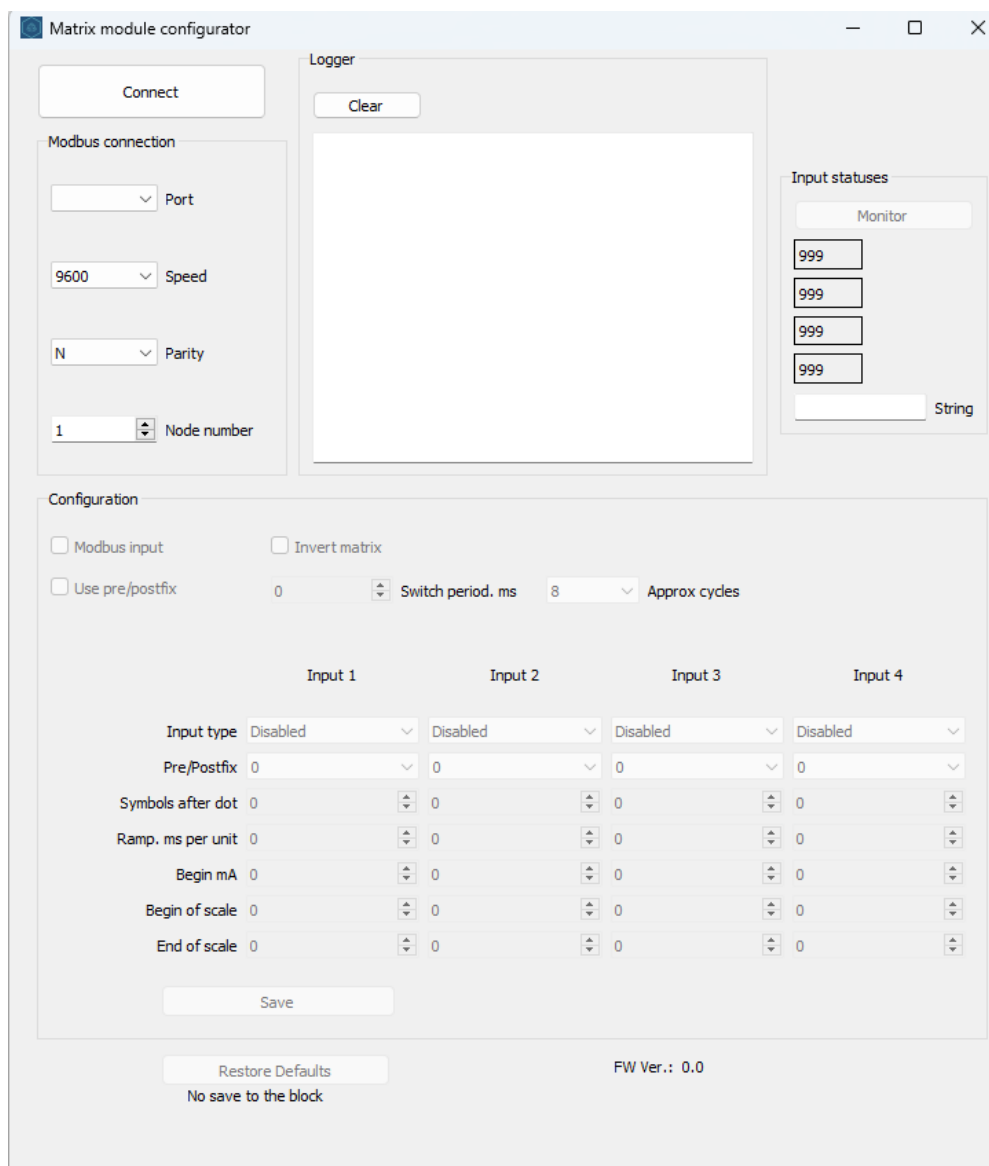 Matrix module configurator
Connect
Logger
Clear
Modbus connection
Port
9600 Speed
N Parity
1 Node number
Input statuses
Monitor
999
999
999
999
String
Configuration
Modbus input Invert matrix
Use pre/postfix 0 Switch period. ms 8 Approx cycles
Input 1 Input 2 Input 3 Input 4
Input type Disabled Disabled Disabled Disabled
Pre/Postfix 0 0 0 0
Symbols after dot 0 0 0 0
Ramp. ms per unit 0 0 0 0
Begin mA 0 0 0 0
Begin of scale 0 0 0 0
End of scale 0 0 0 0
Save
Restore Defaults FW Ver.: 0.0
No save to the block